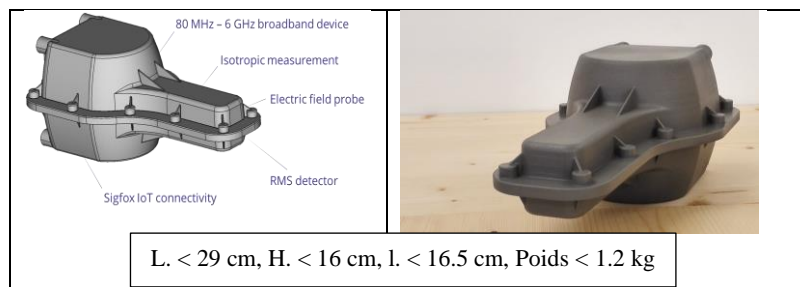 80 MHz – 6 GHz broadband device
Isotropic measurement
Electric field probe
RMS detector
Sigfox IoT connectivity
L. < 29 cm, H. < 16 cm, l. < 16.5 cm, Poids < 1.2 kg